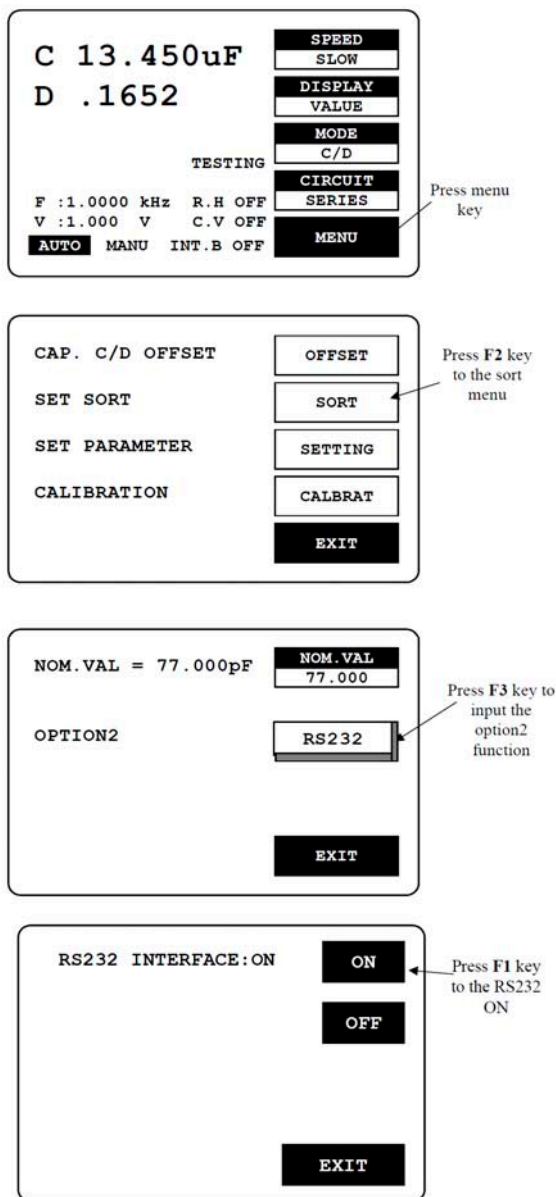 C 13.450uF
D .1652
TESTING
F :1.0000 kHz R.H OFF
V :1.000 V C.V OFF
AUTO MANU INT.B OFF
SPEED
SLOW
DISPLAY
VALUE
MODE
C/D
CIRCUIT
SERIES
MENU
Press menu
key
CAP. C/D OFFSET OFFSET
SET SORT SORT
SET PARAMETER SETTING
CALIBRATION CALBRAT
EXIT
Press F2 key
to the sort
menu
NOM.VAL = 77.000pF
NOM.VAL
77.000
OPTION2 RS232
EXIT
Press F3 key to
input the
option2
function
RS232 INTERFACE:ON ON
OFF
EXIT
Press F1 key
to the RS232
ON